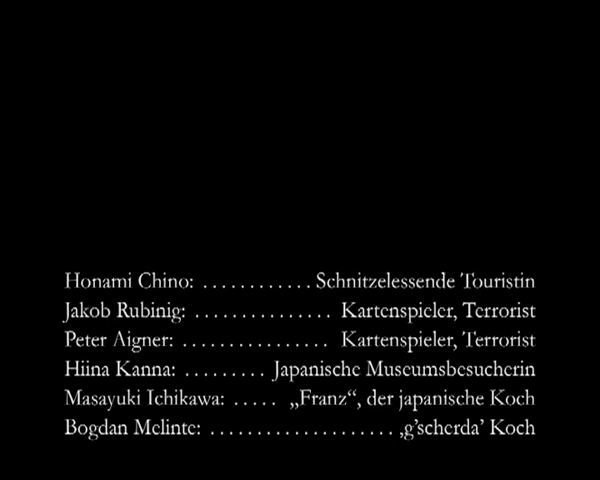 Honami Chino: ............ Schnitzelessende Touristin
Jakob Rubinig: ............... Kartenspieler, Terrorist
Peter Aigner: ................ Kartenspieler, Terrorist
Hiina Kanna: ......... Japanische Museumsbesucherin
Masayuki Ichikawa: ..... „Franz“, der japanische Koch
Bogdan Melinte: .................... ‚g’scherda’ Koch